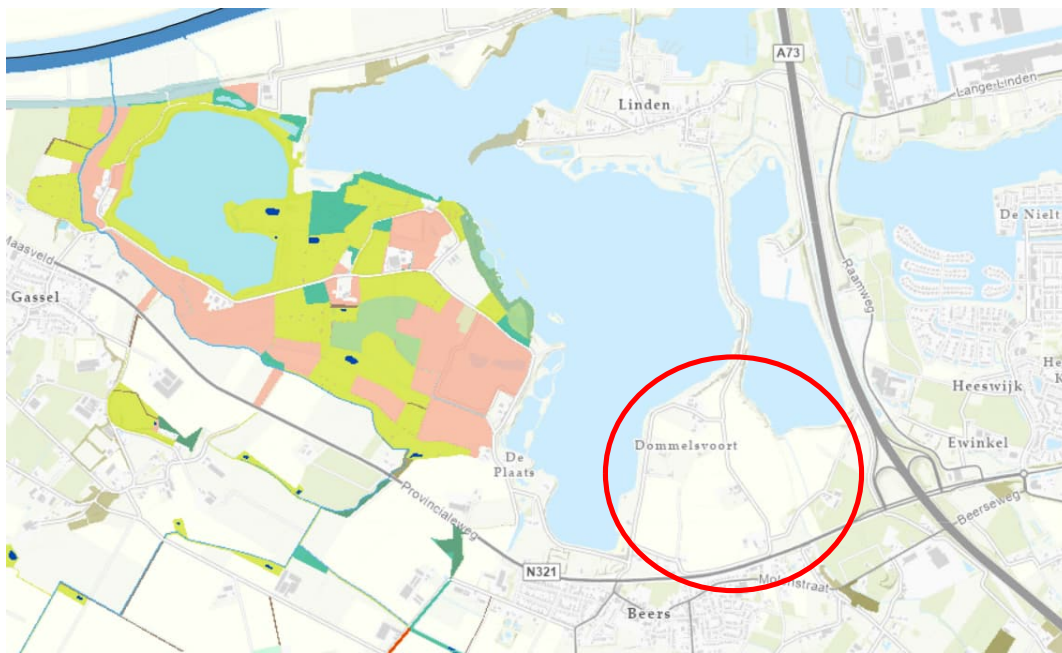 A73
Lange-Linden
Linden
De Nielt
Maasveld
Raamweg
Gassel
Heeswijk
Dommelsvoort
Ewinkel
De
Plaats
Provincialeweg
Beerseweg
N321
Molenstraat
Beers